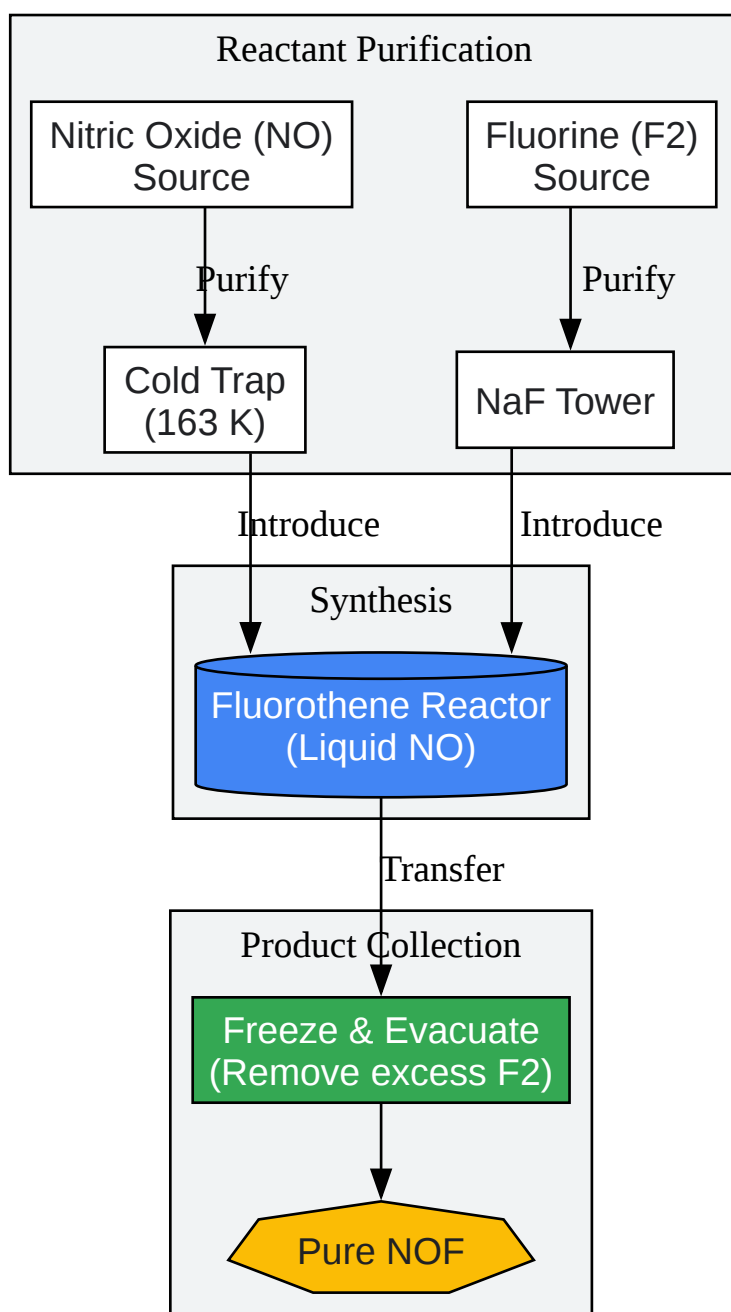 Reactant Purification
Nitric Oxide (NO)
Source
Fluorine (F2)
Source
Purify
Purify
Cold Trap
(163 K)
NaF Tower
Introduce
Introduce
Synthesis
Fluorothene Reactor
(Liquid NO)
Transfer
Product Collection
Freeze & Evacuate
(Remove excess F2)
Pure NOF